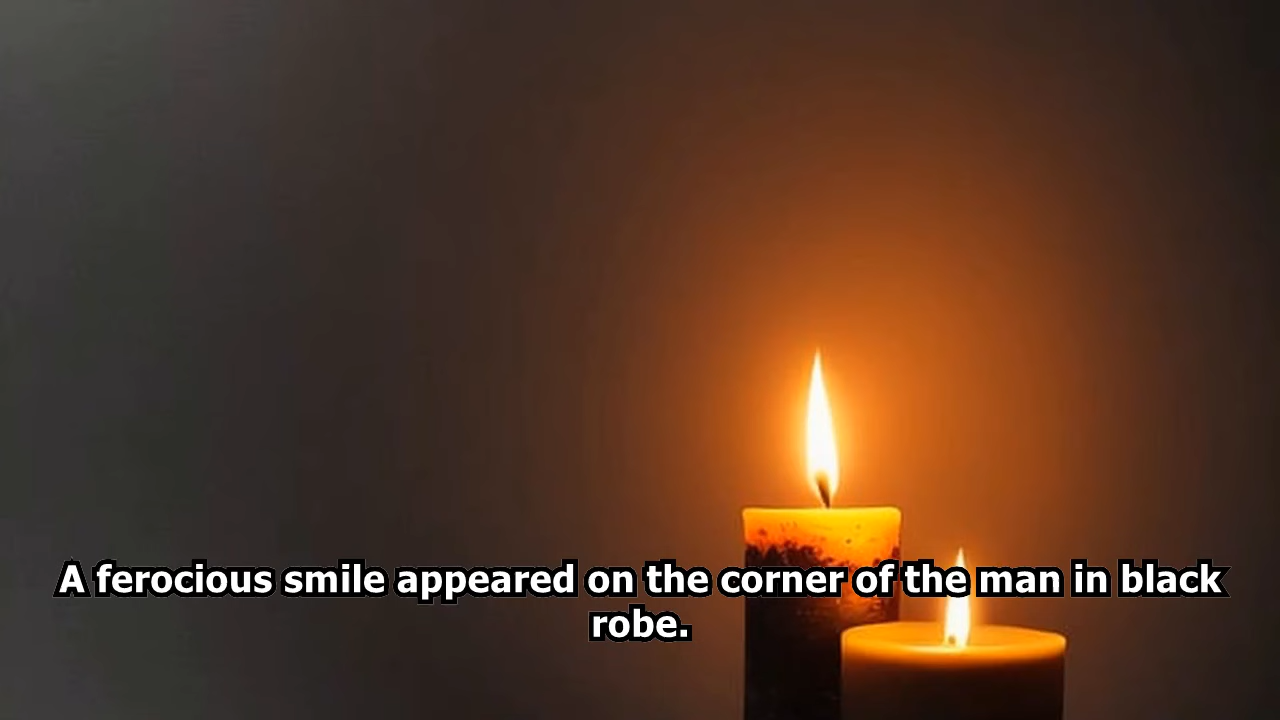 A ferocious smile appeared on the corner of the man in black
robe.